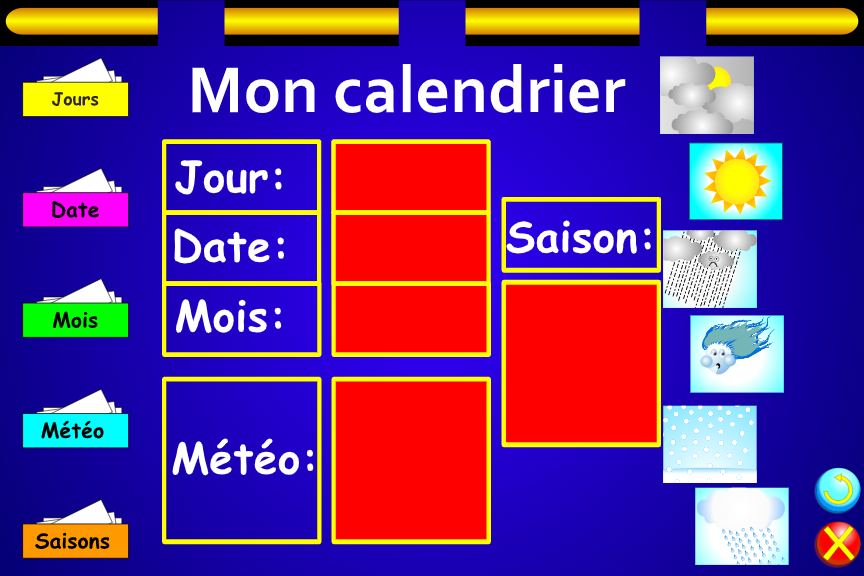 Mon calendrier
Jours
Date
Mois
Météo
Saisons
Jour:
Date:
Mois:
Météo:
Saison: